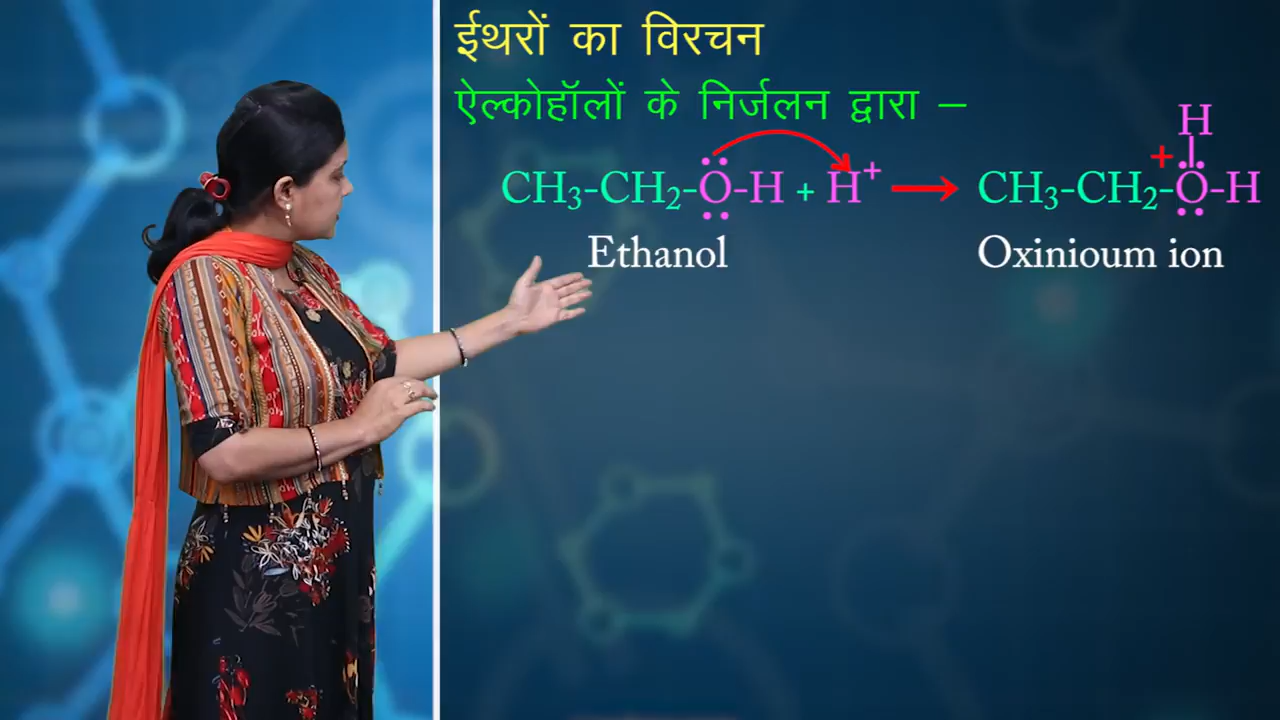 ईथरों का विरचन
ऐल्कोहॉलों के निर्जलन द्वारा –
H
CH3-CH2-O-H + H+ → CH3-CH2-O+-H
Ethanol Oxinioum ion